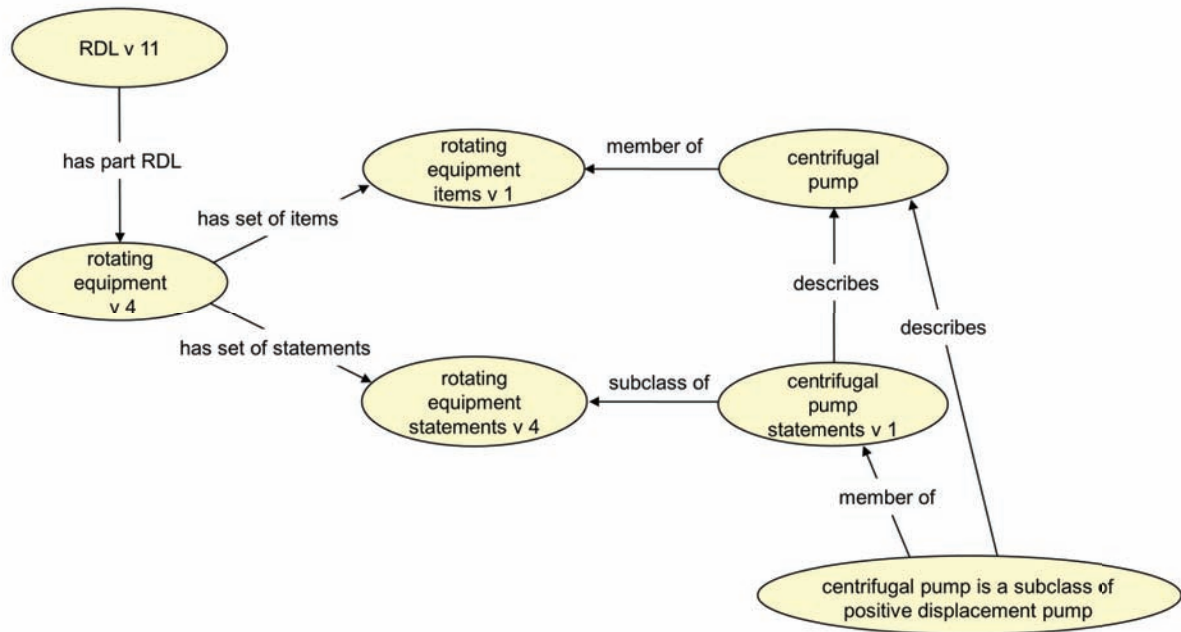 RDL v 11
has part RDL
rotating
equipment
v 4
has set of items
has set of statements
rotating
equipment
items v 1
member of
centrifugal
pump
describes
describes
rotating
equipment
statements v 4
subclass of
centrifugal
pump
statements v 1
member of
centrifugal pump is a subclass of
positive displacement pump